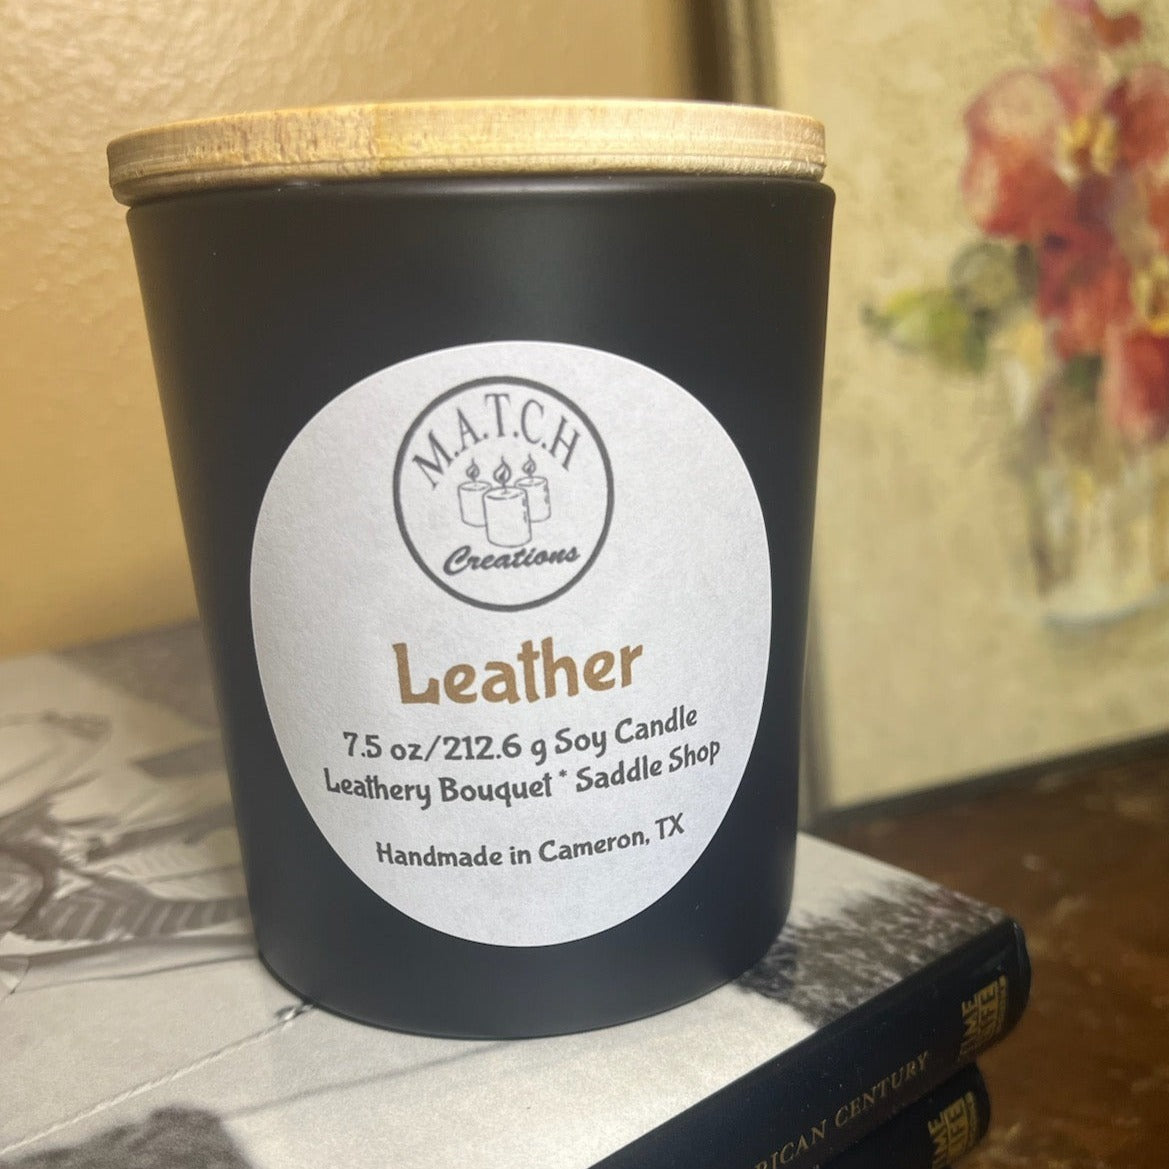 M.A.T.C.H
Creations
Leather
7.5 oz/212.6 g Soy Candle
Leathery Bouquet * Saddle Shop
Handmade in Cameron, TX
TIME
LIFE
CENTURY
TIME
LIFE